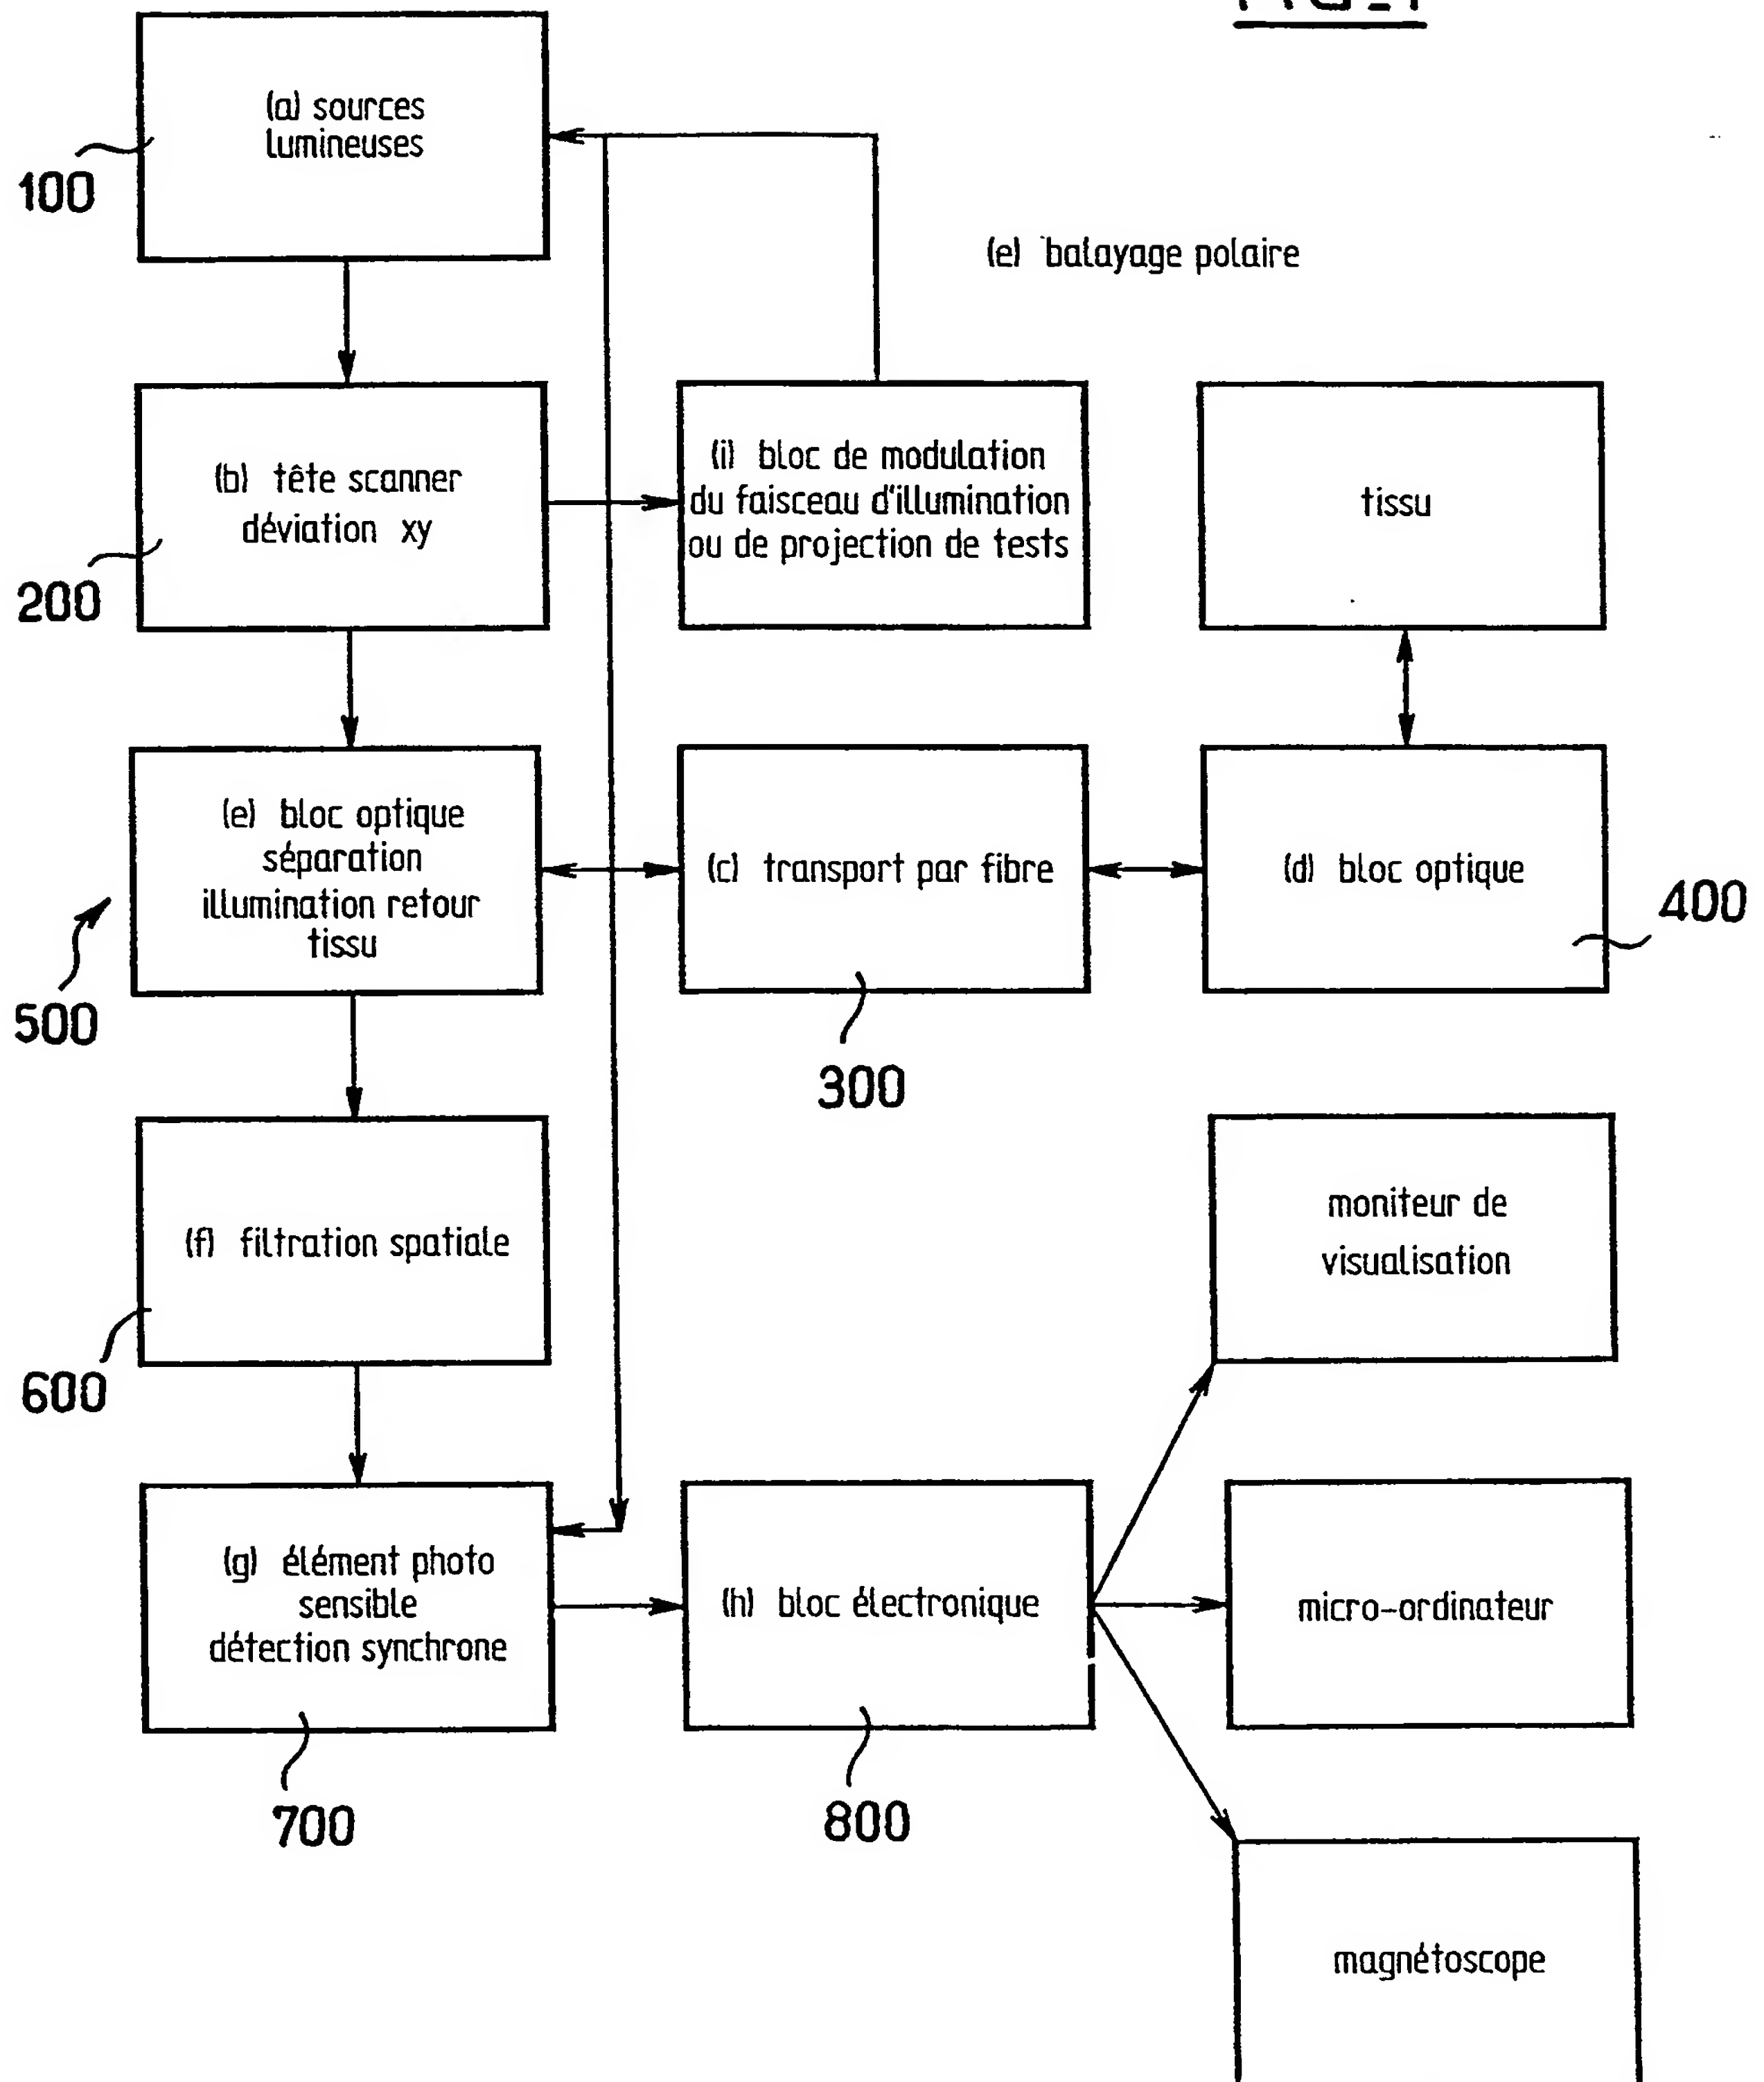 (a) sources
lumineuses
100
(e) balayage polaire
(b) tête scanner
déviation xy
200
(i) bloc de modulation
du faisceau d'illumination
ou de projection de tests
tissu
(e) bloc optique
séparation
illumination retour
tissu
500
(c) transport par fibre
300
(d) bloc optique
400
(f) filtration spatiale
600
moniteur de
visualisation
(g) élément photo
sensible
détection synchrone
700
(h) bloc électronique
800
micro-ordinateur
magnétoscope